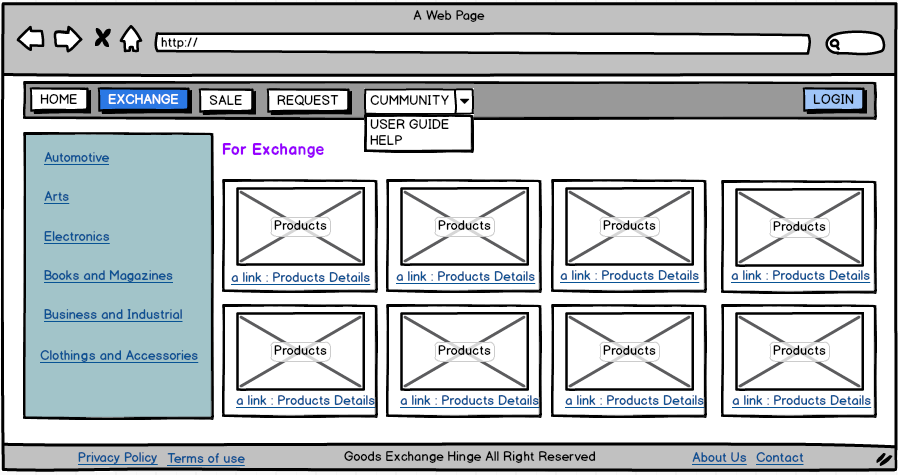 A Web Page
http://
HOME EXCHANGE SALE REQUEST CUMMUNITY LOGIN
USER GUIDE
HELP
For Exchange
Automotive
Arts
Electronics
Books and Magazines
Business and Industrial
Clothings and Accessories
Products Products Products Products
a link : Products Details a link : Products Details a link : Products Details a link : Products Details
Products Products Products Products
a link : Products Details a link : Products Details a link : Products Details a link : Products Details
Privacy Policy Terms of use Goods Exchange Hinge All Right Reserved About Us Contact